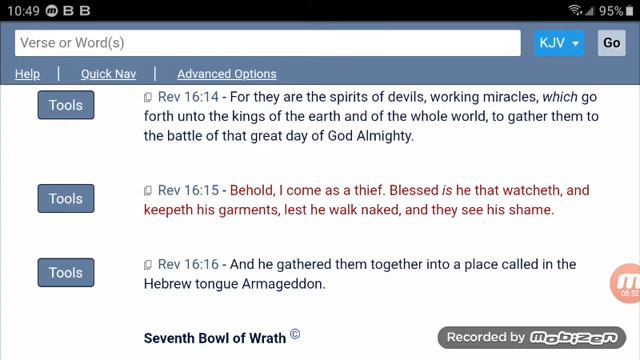 10:49 m B B 95%
Verse or Word(s) KJV Go
Help | Quick Nav | Advanced Options
Tools Rev 16:14 - For they are the spirits of devils, working miracles, which go
forth unto the kings of the earth and of the whole world, to gather them to
the battle of that great day of God Almighty.
Tools Rev 16:15 - Behold, I come as a thief. Blessed is he that watcheth, and
keepeth his garments, lest he walk naked, and they see his shame.
Tools Rev 16:16 - And he gathered them together into a place called in the
Hebrew tongue Armageddon.
m
08:52
Seventh Bowl of Wrath ©
Recorded by mobizen